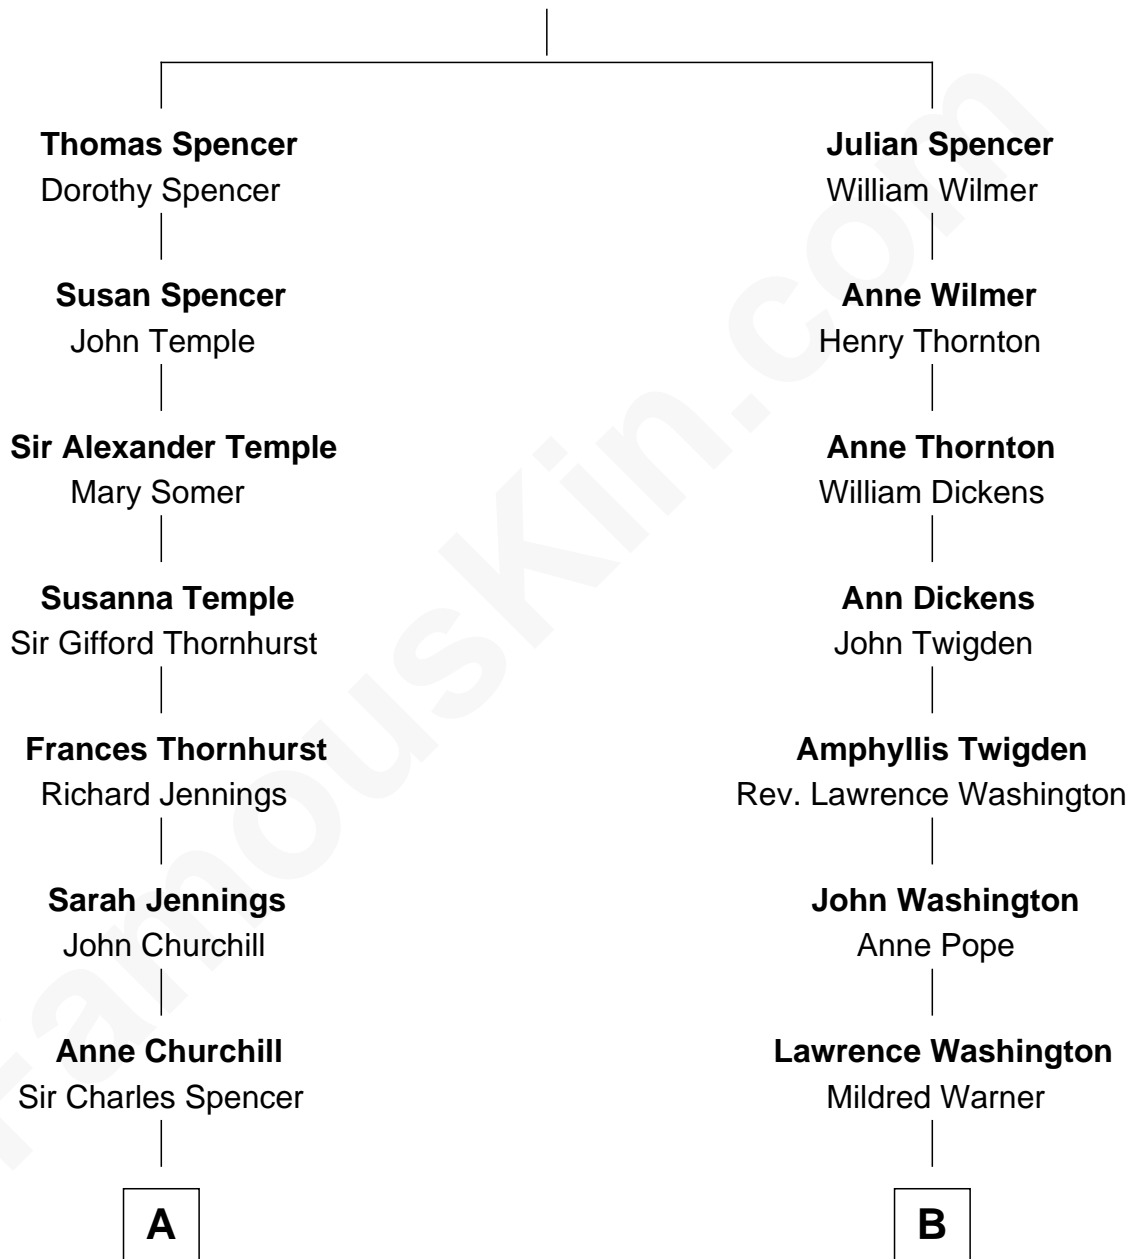 Thomas Spencer
Dorothy Spencer
Susan Spencer
John Temple
Sir Alexander Temple
Mary Somer
Susanna Temple
Sir Gifford Thornhurst
Frances Thornhurst
Richard Jennings
Sarah Jennings
John Churchill
Anne Churchill
Sir Charles Spencer
A
Julian Spencer
William Wilmer
Anne Wilmer
Henry Thornton
Anne Thornton
William Dickens
Ann Dickens
John Twigden
Amphyllis Twigden
Rev. Lawrence Washington
John Washington
Anne Pope
Lawrence Washington
Mildred Warner
B
FamousKin.com